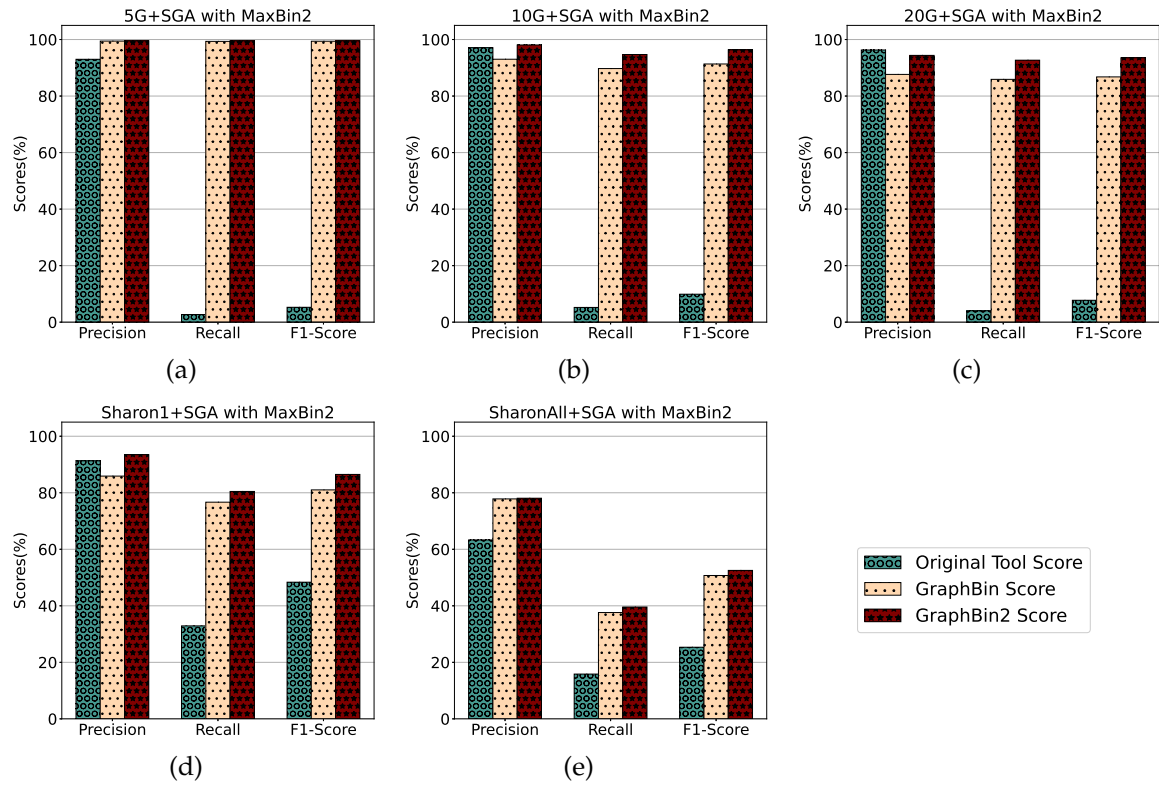 5G+SGA with MaxBin2
100
80
60
40
20
0
Scores(%)
Precision Recall F1-Score
(a)
10G+SGA with MaxBin2
100
80
60
40
20
0
Scores(%)
Precision Recall F1-Score
(b)
20G+SGA with MaxBin2
100
80
60
40
20
0
Scores(%)
Precision Recall F1-Score
(c)
Sharon1+SGA with MaxBin2
100
80
60
40
20
0
Scores(%)
Precision Recall F1-Score
(d)
SharonAll+SGA with MaxBin2
100
80
60
40
20
0
Scores(%)
Precision Recall F1-Score
(e)
Original Tool Score
GraphBin Score
GraphBin2 Score